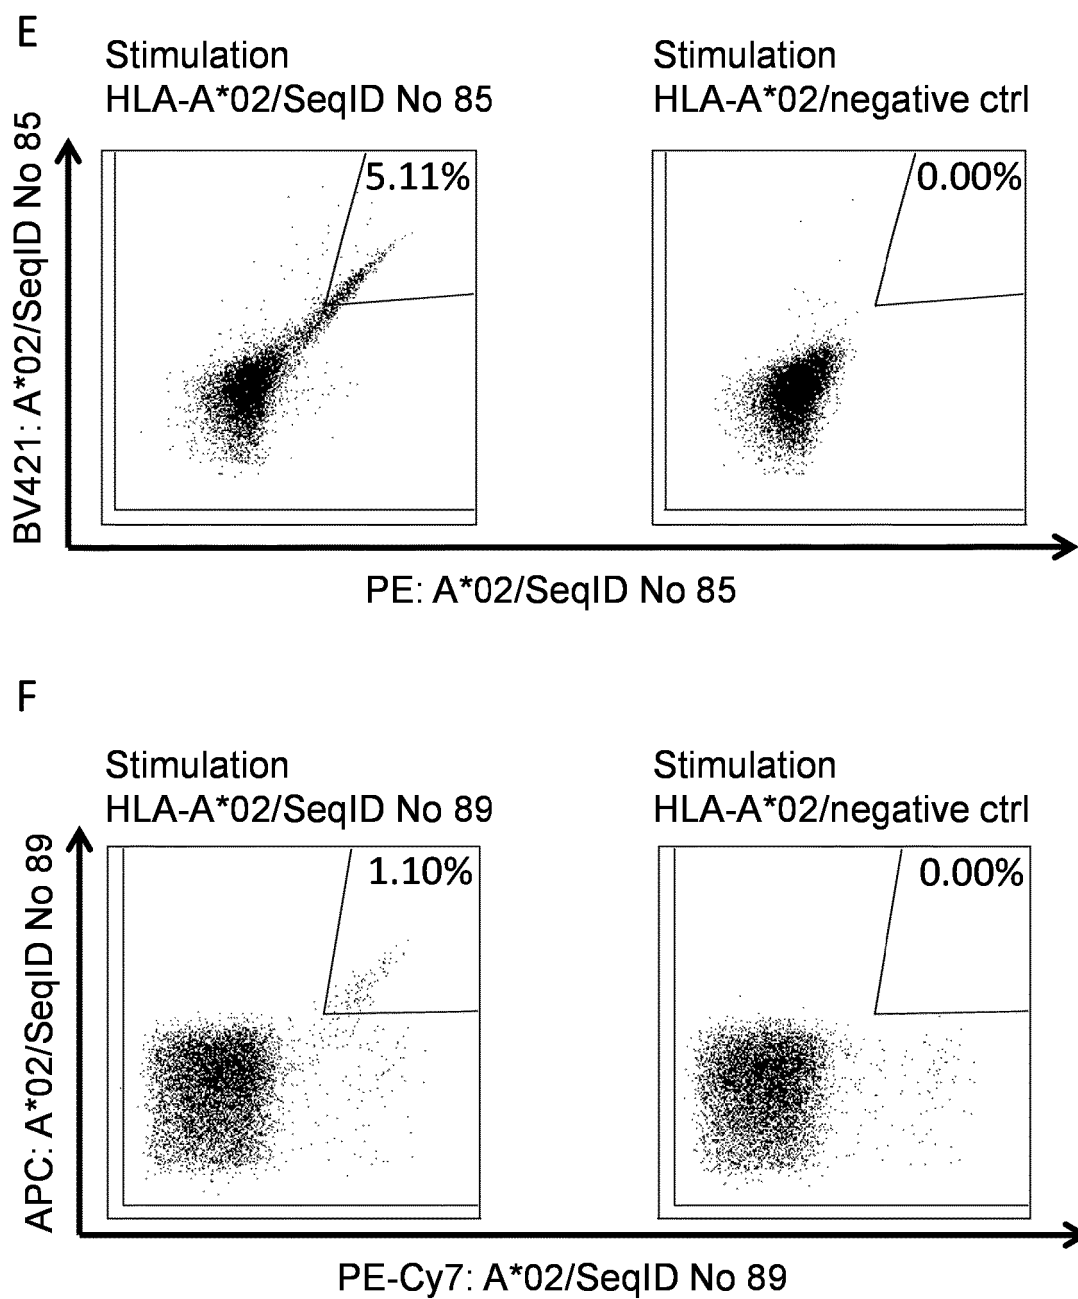 E
Stimulation
HLA-A*02/SeqID No 85
Stimulation
HLA-A*02/negative ctrl
BV421: A*02/SeqID No 85
5.11%
0.00%
PE: A*02/SeqID No 85
F
Stimulation
HLA-A*02/SeqID No 89
Stimulation
HLA-A*02/negative ctrl
APC: A*02/SeqID No 89
1.10%
0.00%
PE-Cy7: A*02/SeqID No 89